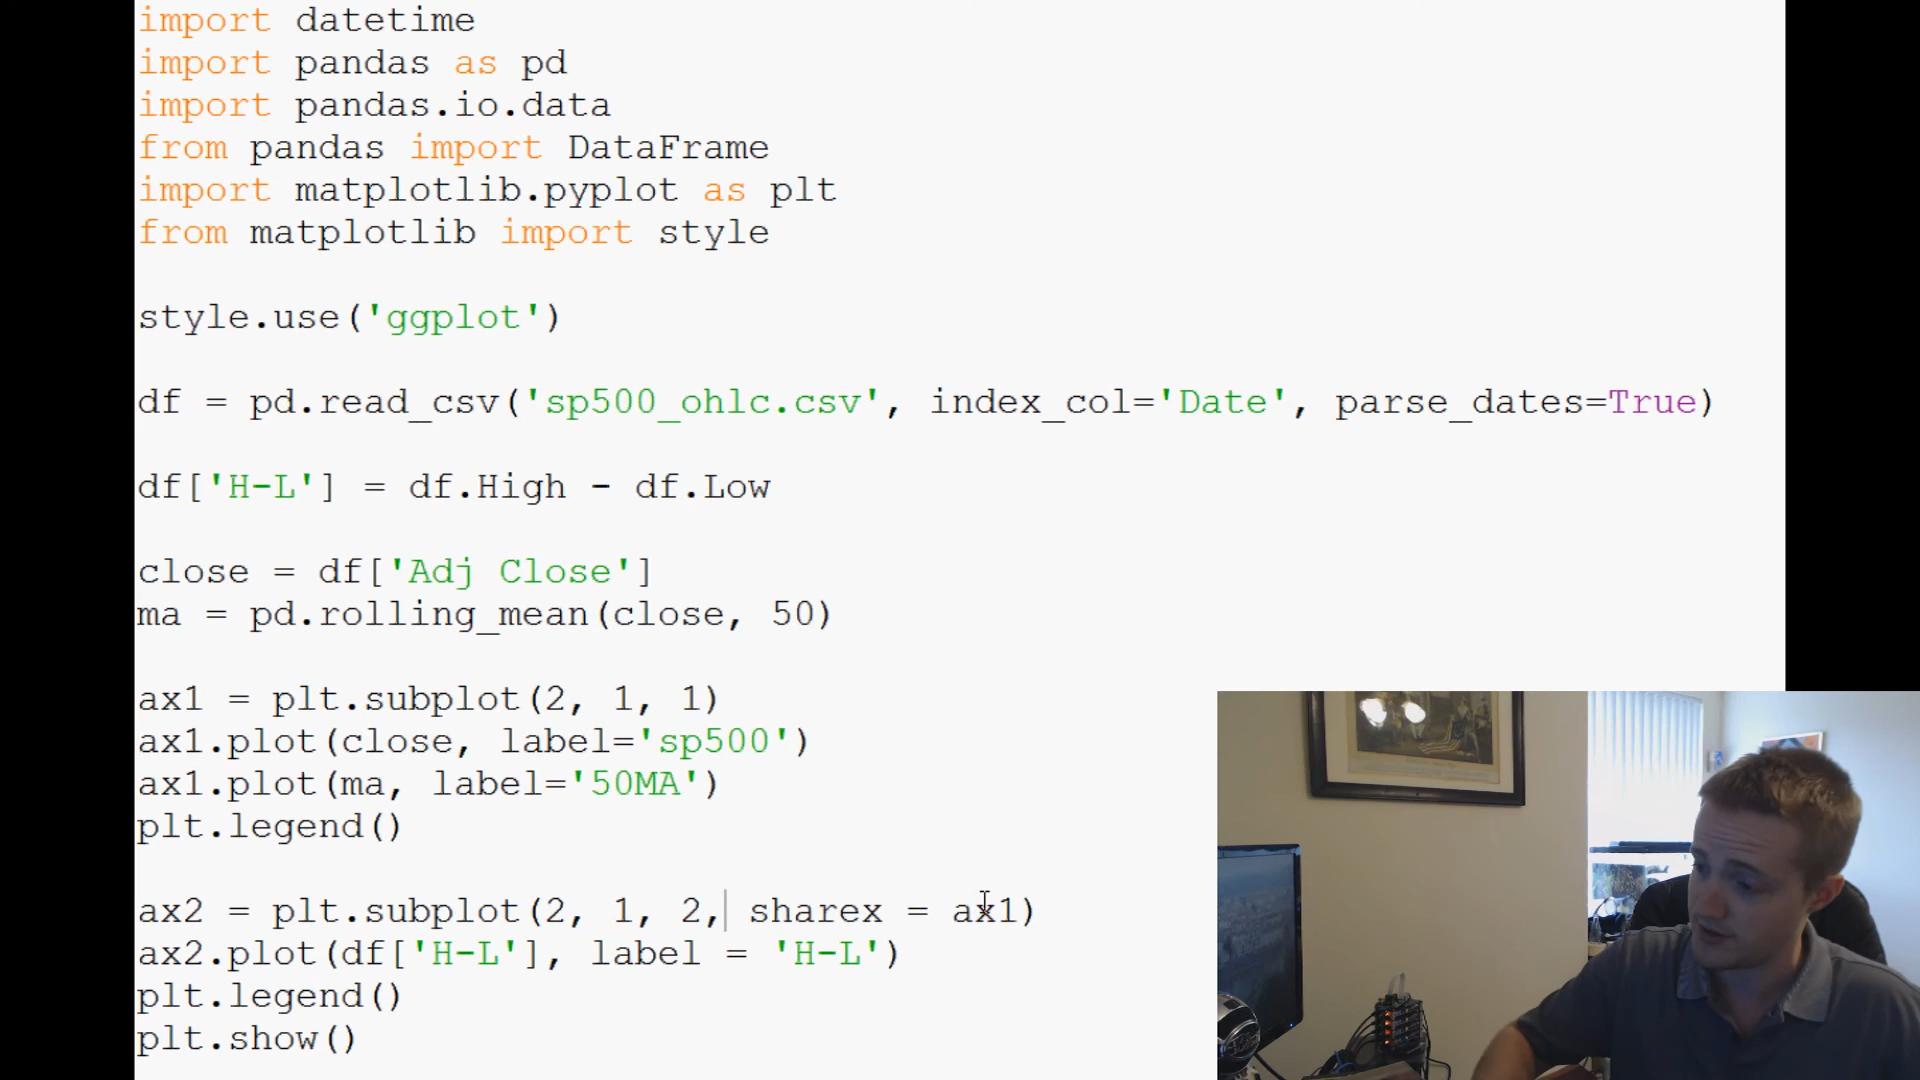 import datetime
import pandas as pd
import pandas.io.data
from pandas import DataFrame
import matplotlib.pyplot as plt
from matplotlib import style
style.use('ggplot')
df = pd.read_csv('sp500_ohlc.csv', index_col='Date', parse_dates=True)
df['H-L'] = df.High - df.Low
close = df['Adj Close']
ma = pd.rolling_mean(close, 50)
ax1 = plt.subplot(2, 1, 1)
ax1.plot(close, label='sp500')
ax1.plot(ma, label='50MA')
plt.legend()
ax2 = plt.subplot(2, 1, 2, sharex = ax1)
ax2.plot(df['H-L'], label = 'H-L')
plt.legend()
plt.show()